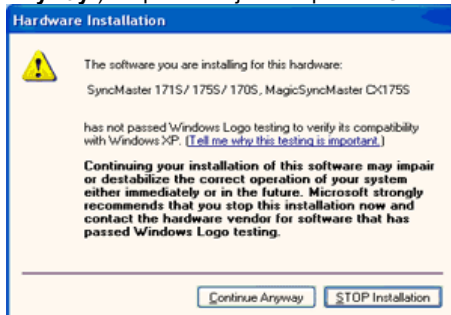 Hardware Installation
The software you are installing for this hardware:
SyncMaster 171S/ 175S/ 170S, MagicSyncMaster CX175S
has not passed Windows Logo testing to verify its compatibility
with Windows XP. (Tell me why this testing is important.)
Continuing your installation of this software may impair
or destabilize the correct operation of your system
either immediately or in the future. Microsoft strongly
recommends that you stop this installation now and
contact the hardware vendor for software that has
passed Windows Logo testing.
Continue Anyway
STOP Installation